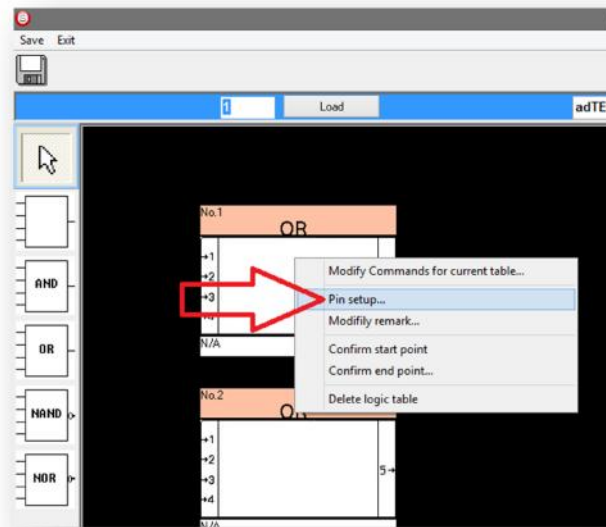 Save Exit
1 Load adTE
No.1
OR
+1
+2
+3
N/A
Modify Commands for current table...
Pin setup...
Modifily remark...
Confirm start point
Confirm end point...
Delete logic table
No.2
OR
+1
+2
+3
+4
5+
N/A
AND
OR
NAND
NOR